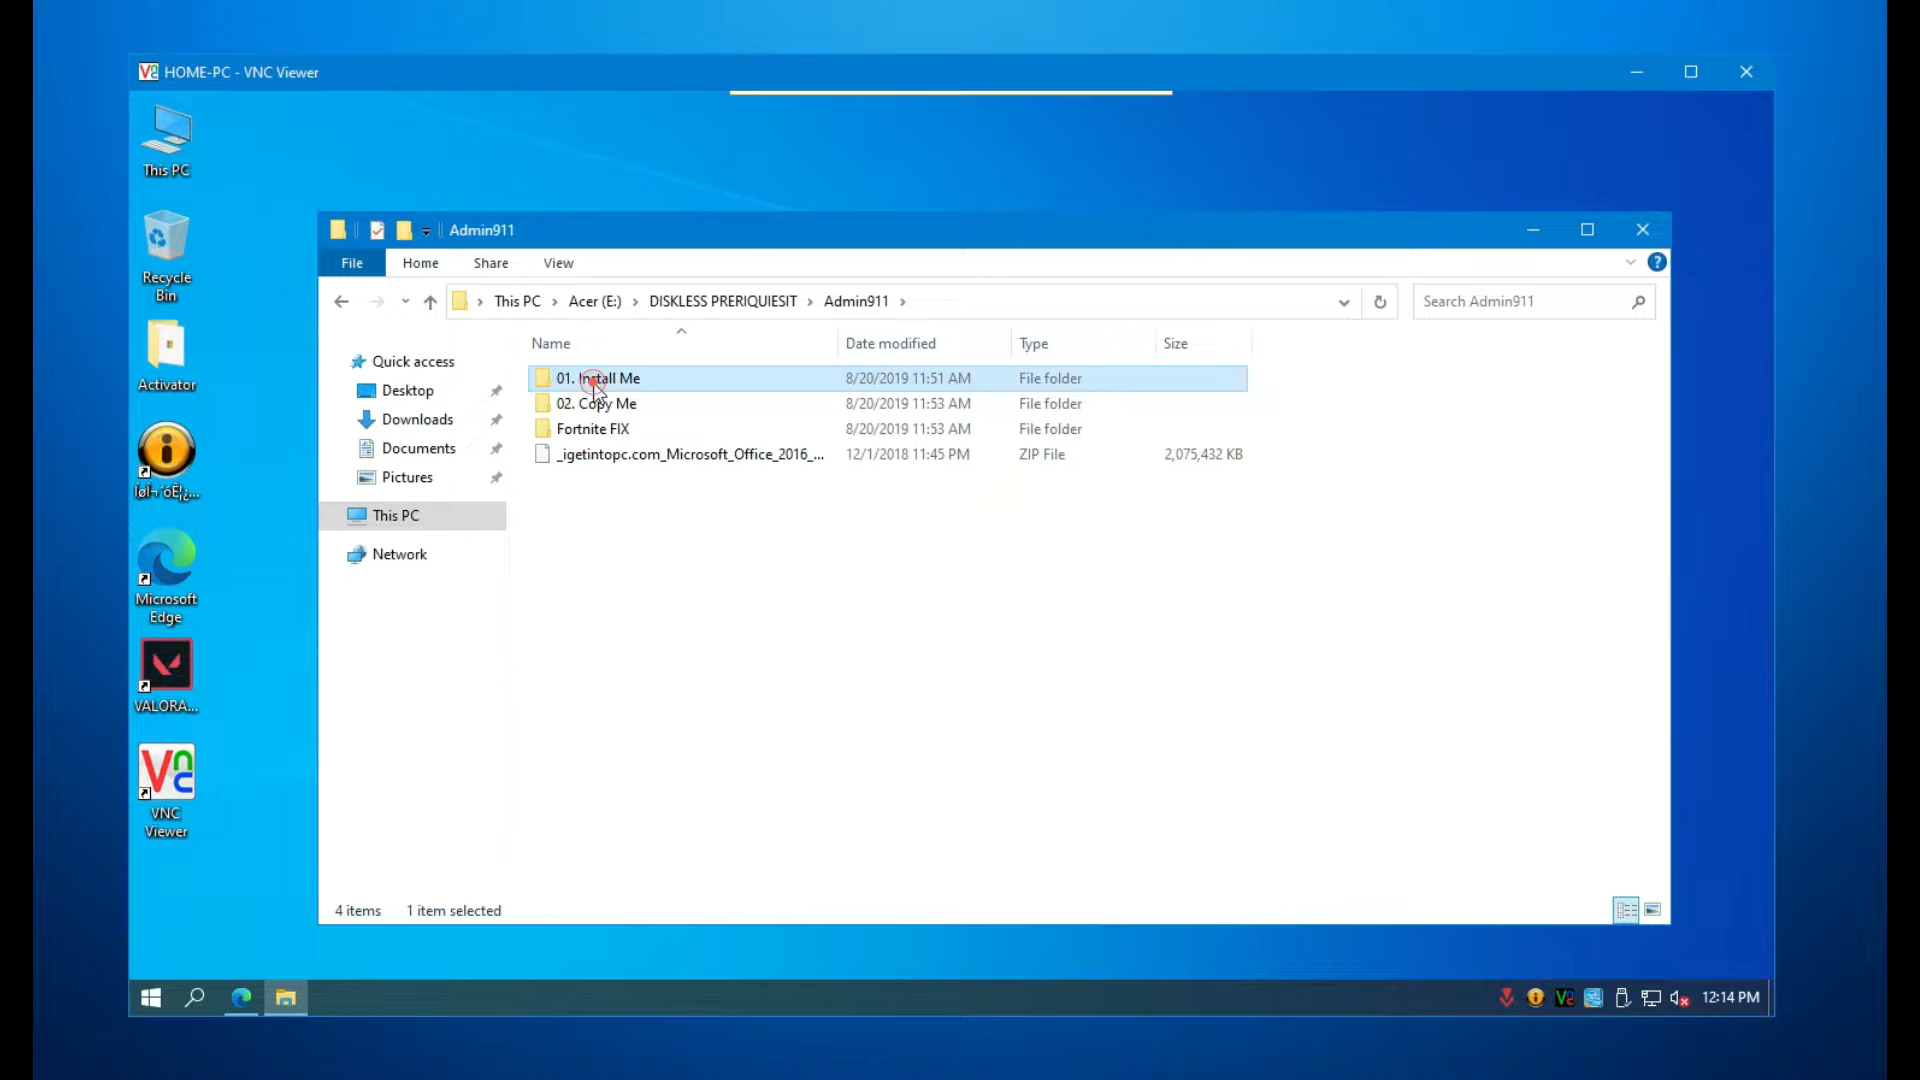 HOME-PC - VNC Viewer
This PC
Recycle
Bin
Activator
Microsoft
Edge
VALORA...
VNC
Viewer
Admin911
File Home Share View
This PC > Acer (E:) > DISKLESS PRERIQUIESIT > Admin911 >
Search Admin911
Quick access
Desktop
Downloads
Documents
Pictures
This PC
Network
Name Date modified Type Size
01. Install Me 8/20/2019 11:51 AM File folder
02. Copy Me 8/20/2019 11:53 AM File folder
Fortnite FIX 8/20/2019 11:53 AM File folder
_igetintopc.com_Microsoft_Office_2016_... 12/1/2018 11:45 PM ZIP File 2,075,432 KB
4 items 1 item selected
12:14 PM